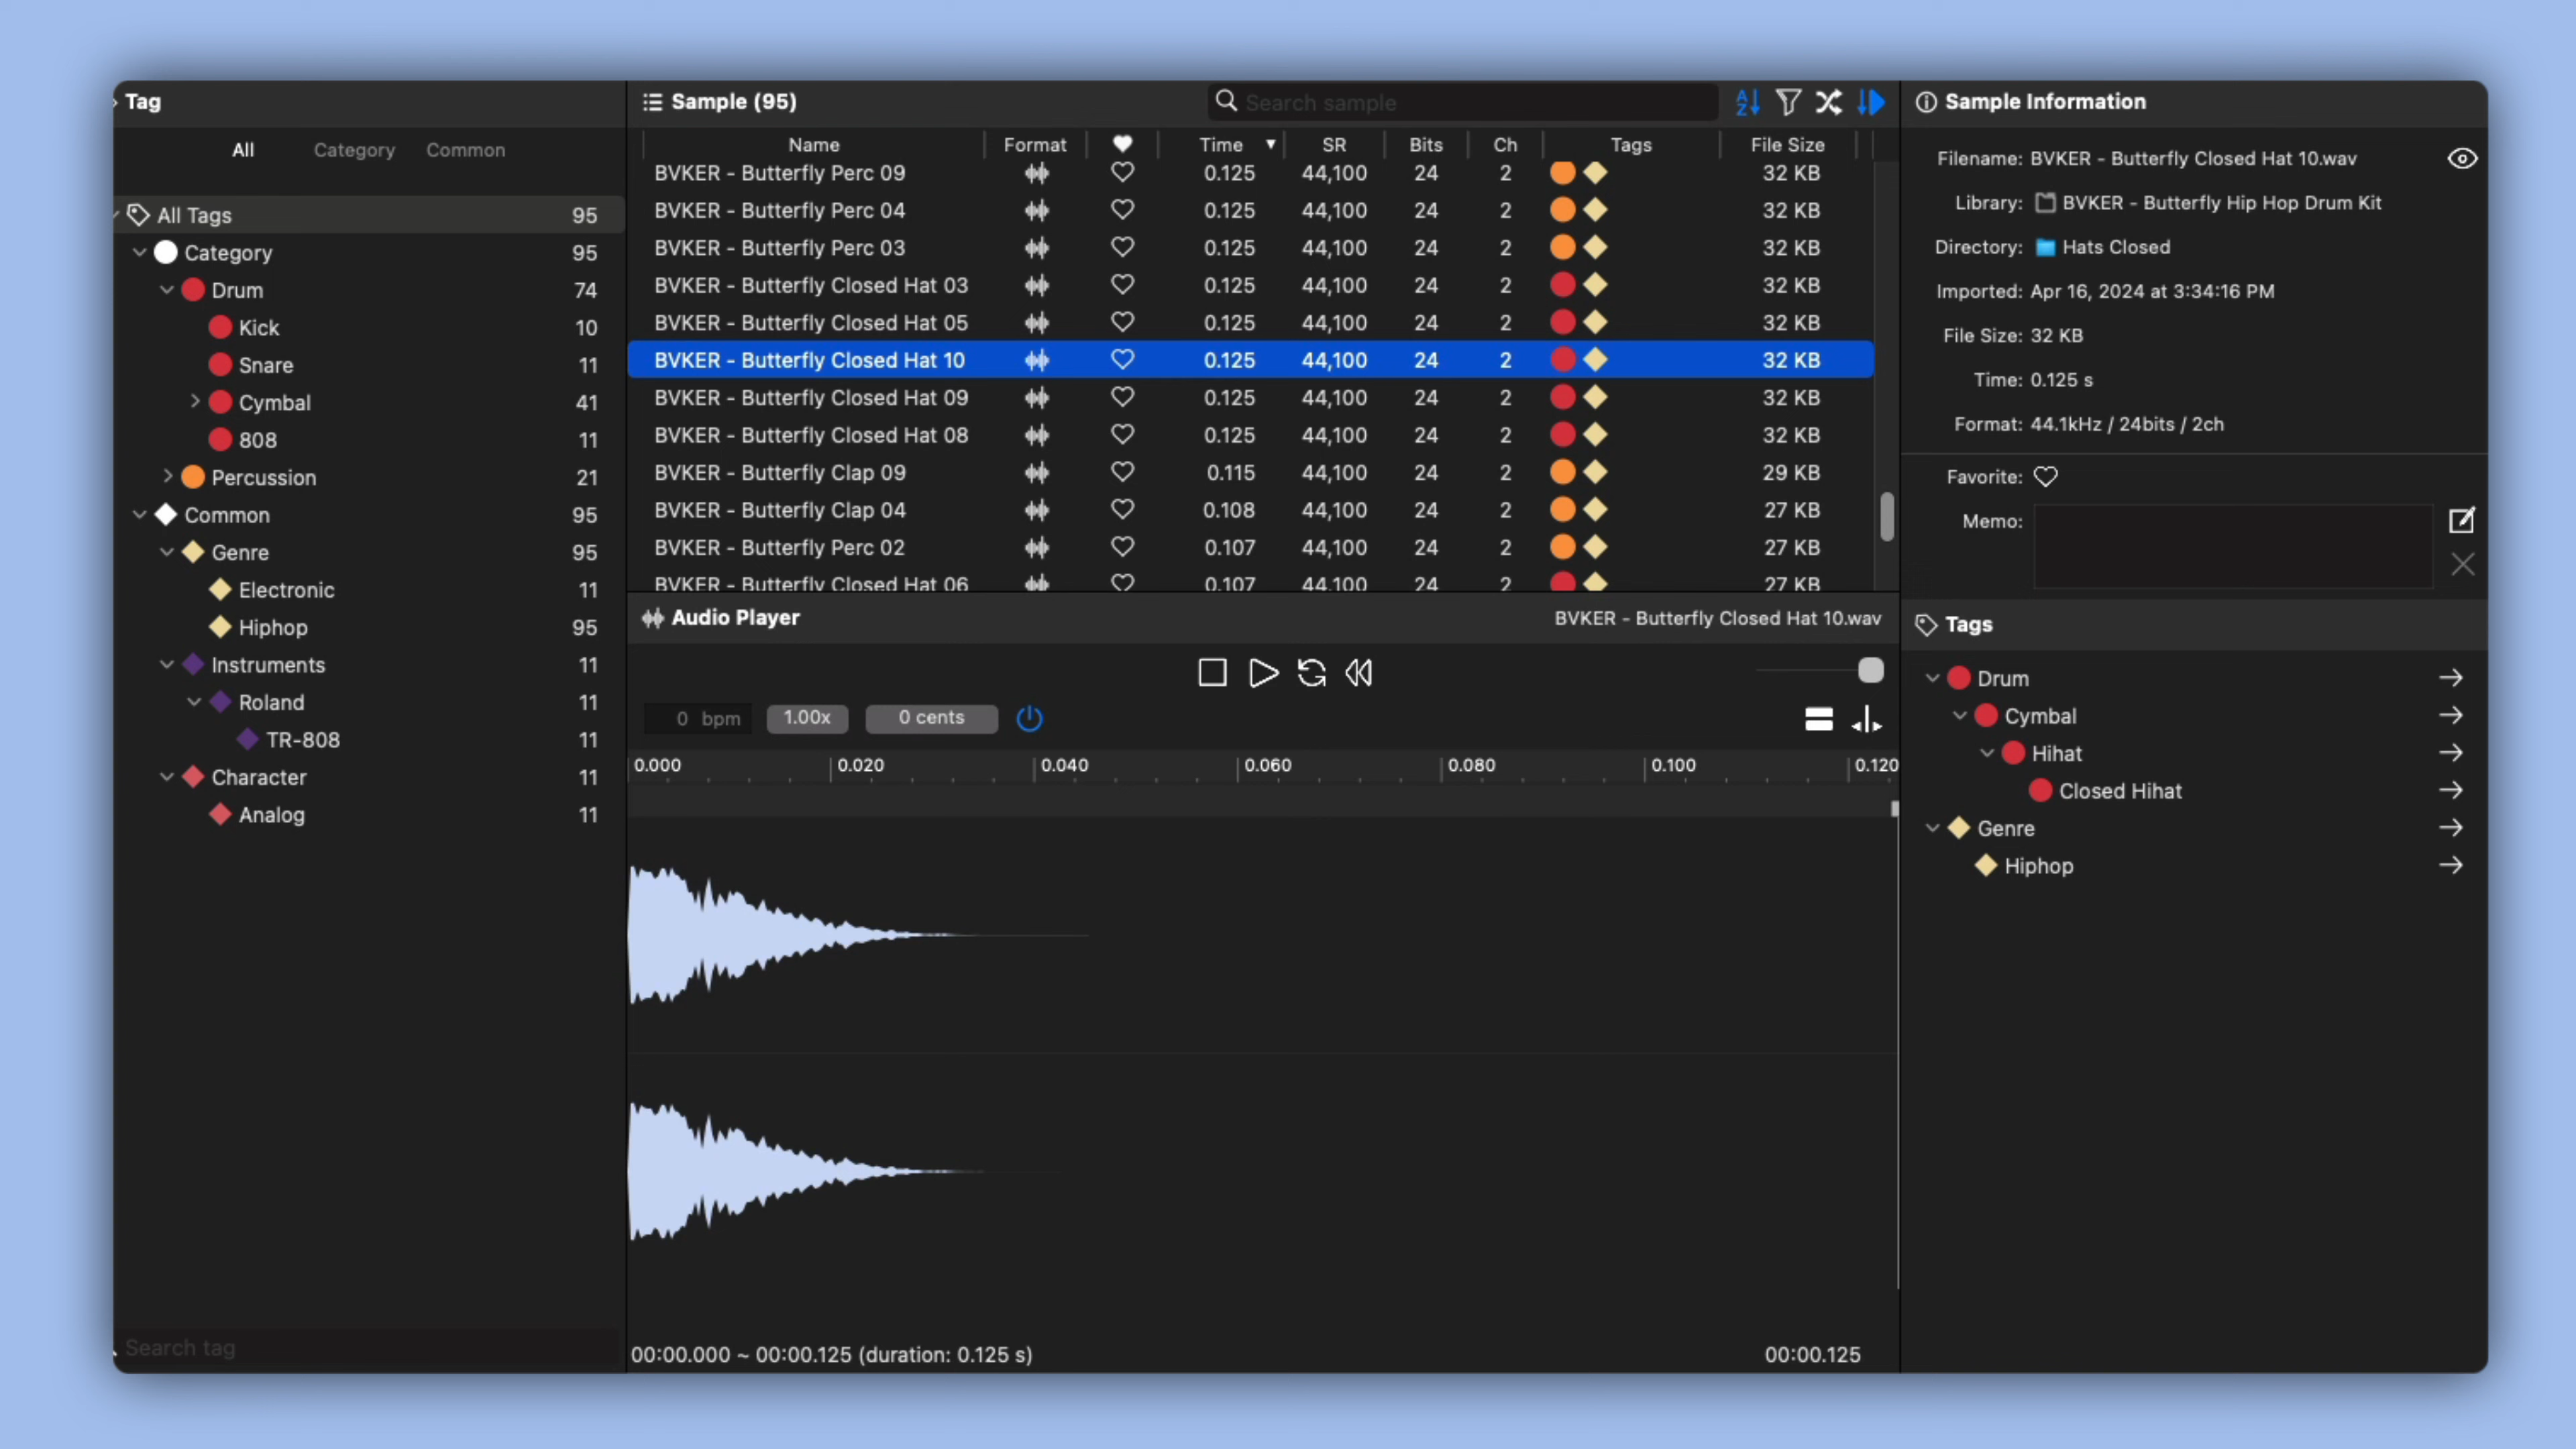 Tag
All Category Common
All Tags 95
Category 95
Drum 74
Kick 10
Snare 11
Cymbal 41
808 11
Percussion 21
Common 95
Genre 95
Electronic 11
Hiphop 95
Instruments 11
Roland 11
TR-808 11
Character 11
Analog 11
Search tag
Sample (95)
Search sample
Name Format Time SR Bits Ch Tags File Size
BVKER - Butterfly Perc 09 0.125 44,100 24 2 32 KB
BVKER - Butterfly Perc 04 0.125 44,100 24 2 32 KB
BVKER - Butterfly Perc 03 0.125 44,100 24 2 32 KB
BVKER - Butterfly Closed Hat 03 0.125 44,100 24 2 32 KB
BVKER - Butterfly Closed Hat 05 0.125 44,100 24 2 32 KB
BVKER - Butterfly Closed Hat 10 0.125 44,100 24 2 32 KB
BVKER - Butterfly Closed Hat 09 0.125 44,100 24 2 32 KB
BVKER - Butterfly Closed Hat 08 0.125 44,100 24 2 32 KB
BVKER - Butterfly Clap 09 0.115 44,100 24 2 29 KB
BVKER - Butterfly Clap 04 0.108 44,100 24 2 27 KB
BVKER - Butterfly Perc 02 0.107 44,100 24 2 27 KB
BVKER - Butterfly Closed Hat 06 0.107 44,100 24 2 27 KB
Audio Player BVKER - Butterfly Closed Hat 10.wav
0 bpm 1.00x 0 cents
0.000 0.020 0.040 0.060 0.080 0.100 0.120
00:00.000 ~ 00:00.125 (duration: 0.125 s) 00:00.125
Sample Information
Filename: BVKER - Butterfly Closed Hat 10.wav
Library: BVKER - Butterfly Hip Hop Drum Kit
Directory: Hats Closed
Imported: Apr 16, 2024 at 3:34:16 PM
File Size: 32 KB
Time: 0.125 s
Format: 44.1kHz / 24bits / 2ch
Favorite:
Memo:
Tags
Drum
Cymbal
Hihat
Closed Hihat
Genre
Hiphop